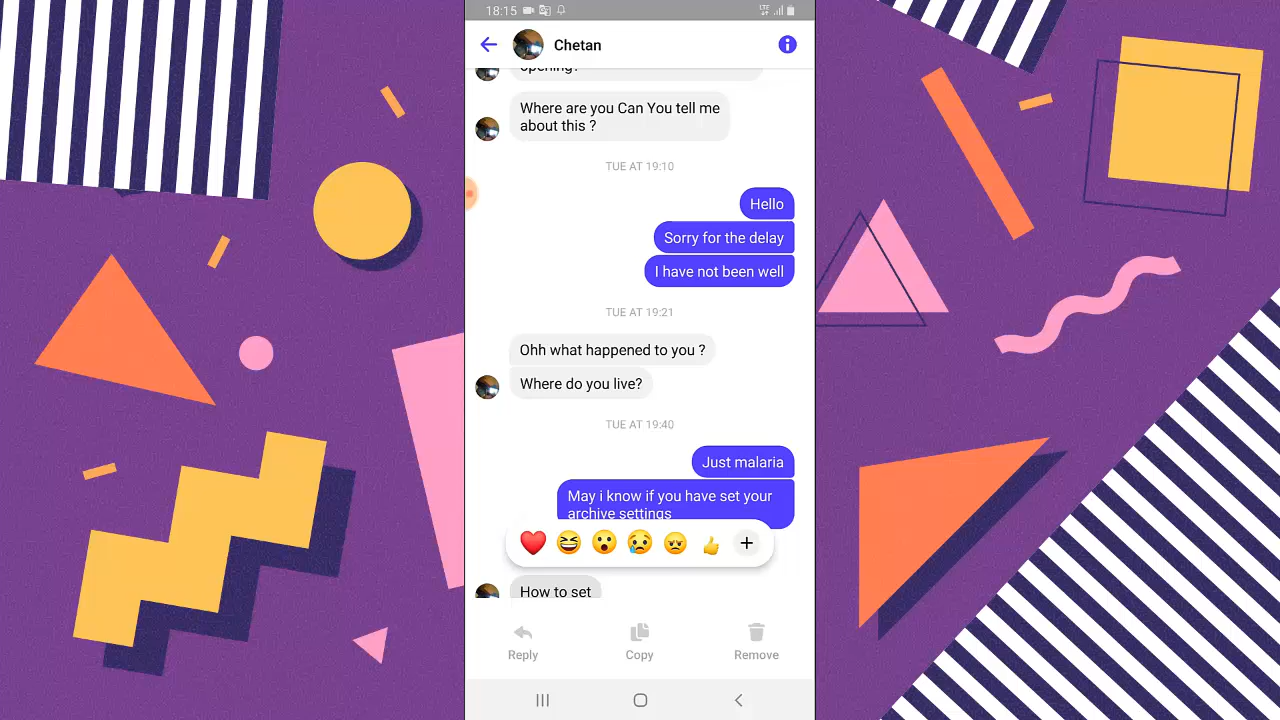 18:15
LTE
Chetan
opening?
Where are you Can You tell me
about this ?
TUE AT 19:10
Hello
Sorry for the delay
I have not been well
TUE AT 19:21
Ohh what happened to you ?
Where do you live?
TUE AT 19:40
Just malaria
May i know if you have set your
archive settings
How to set
Reply
Copy
Remove